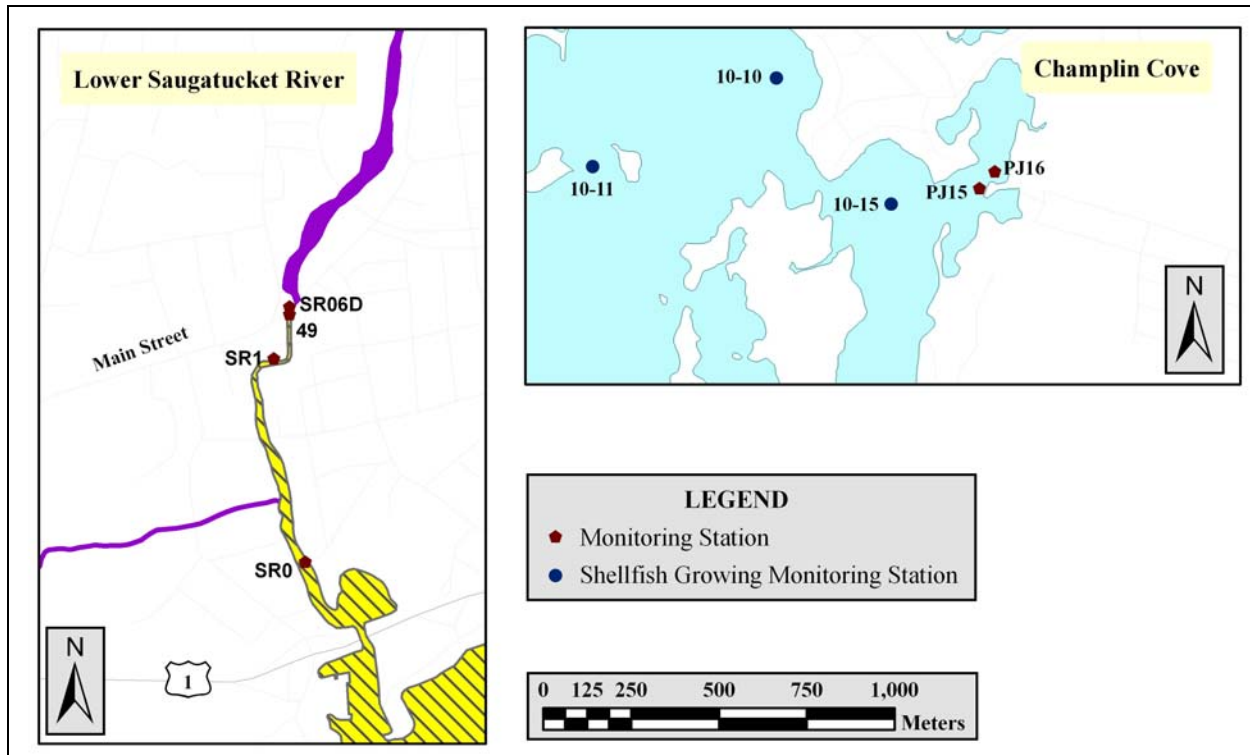 Lower Saugatucket River
SR06D
49
Main Street
SR1
SR0
N
1
Champlin Cove
10-10
10-11
10-15
PJ16
PJ15
N
LEGEND
Monitoring Station
Shellfish Growing Monitoring Station
0 125 250 500 750 1,000
Meters